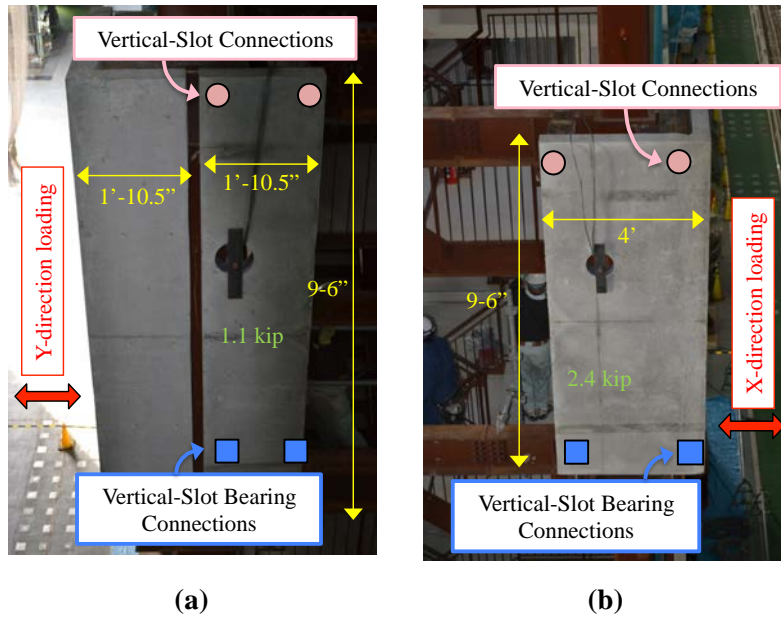 Vertical-Slot Connections
1’-10.5”
1’-10.5”
9-6”
1.1 kip
Y-direction loading
Vertical-Slot Bearing
Connections
(a)
Vertical-Slot Connections
4’
9-6”
2.4 kip
X-direction loading
Vertical-Slot Bearing
Connections
(b)